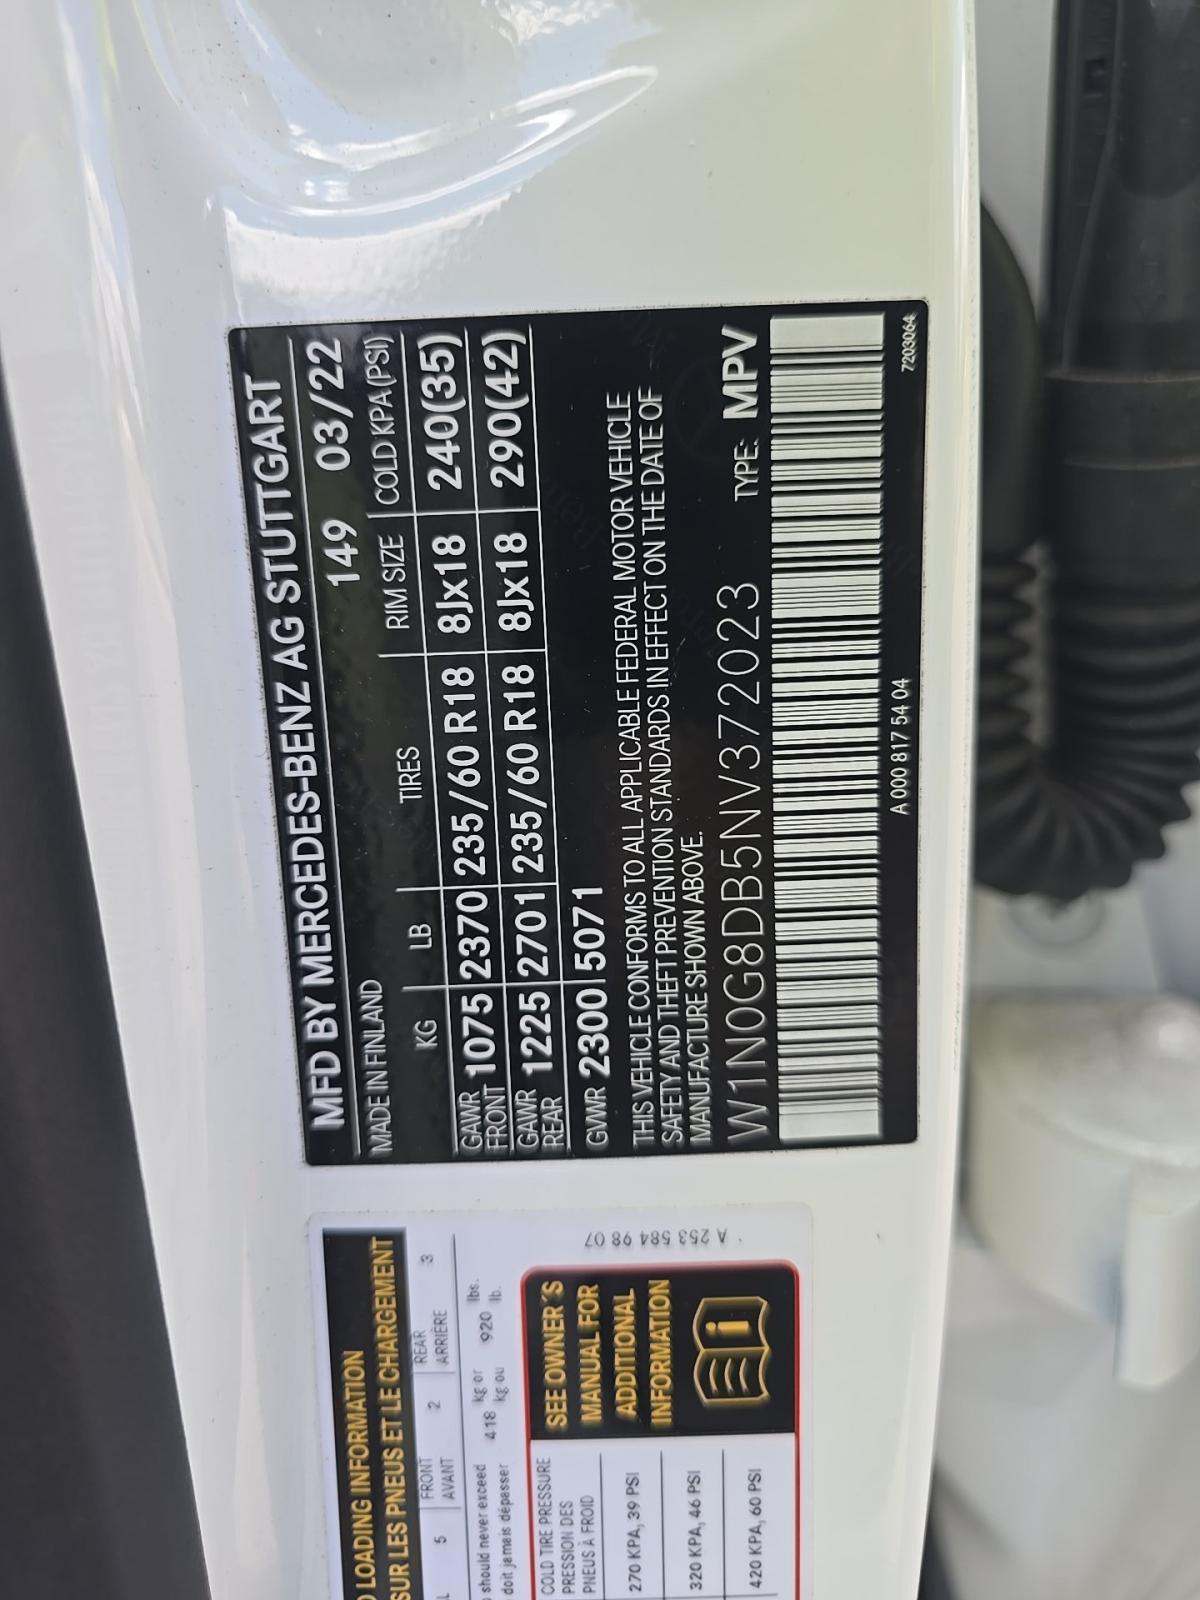 MFD BY MERCEDES-BENZ AG STUTTGART
MADE IN FINLAND 149 03/22
KG LB TIRES RIM SIZE COLD KPA(PSI)
GAWR FRONT 1075 2370 235/60 R18 8Jx18 240(35)
GAWR REAR 1225 2701 235/60 R18 8Jx18 290(42)
GVWR 2300 5071
THIS VEHICLE CONFORMS TO ALL APPLICABLE FEDERAL MOTOR VEHICLE
SAFETY AND THEFT PREVENTION STANDARDS IN EFFECT ON THE DATE OF
MANUFACTURE SHOWN ABOVE.
W1N0G8DB5NV372023 TYPE: MPV
A 000 817 54 04
7203064
LOADING INFORMATION
SUR LES PNEUS ET LE CHARGEMENT
5 FRONT AVANT 2 REAR ARRIÈRE 3
should never exceed 418 kg or 920 lbs.
doit jamais dépasser kg ou lb.
COLD TIRE PRESSURE
PRESSION DES
PNEUS À FROID
270 KPA, 39 PSI
320 KPA, 46 PSI
420 KPA, 60 PSI
SEE OWNER'S
MANUAL FOR
ADDITIONAL
INFORMATION
A 253 584 98 07